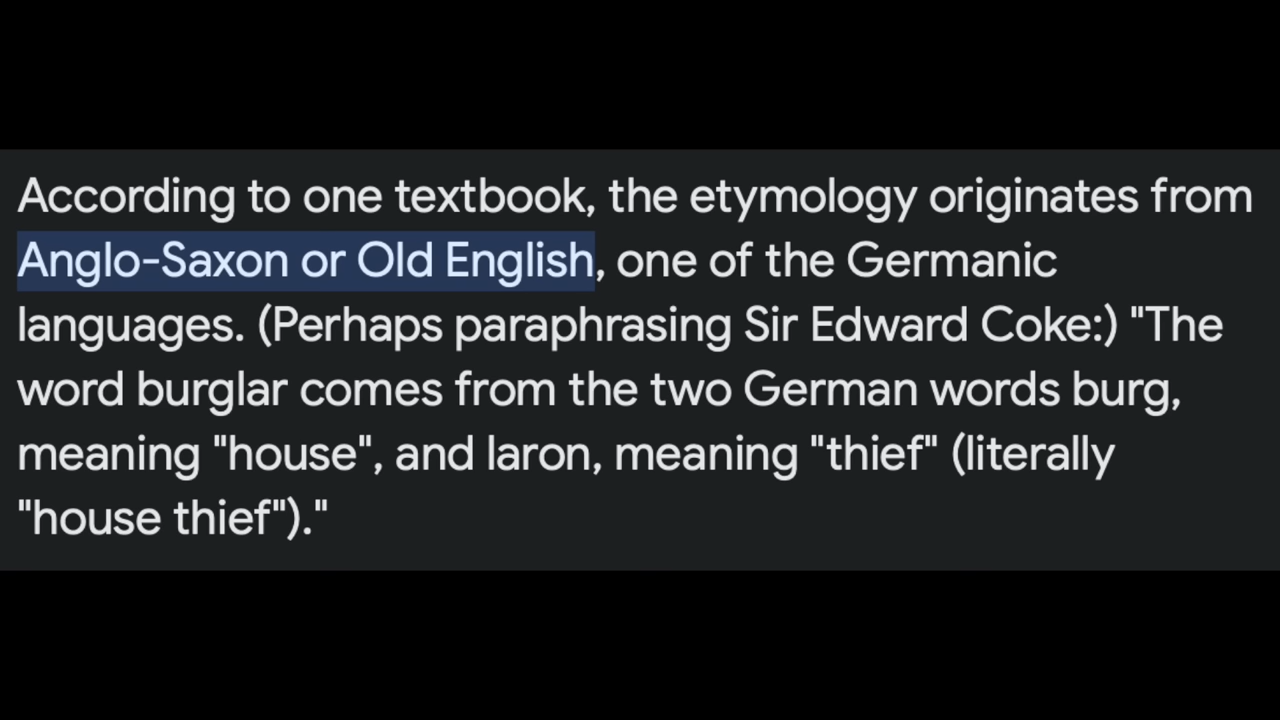 According to one textbook, the etymology originates from
Anglo-Saxon or Old English, one of the Germanic
languages. (Perhaps paraphrasing Sir Edward Coke:) "The
word burglar comes from the two German words burg,
meaning "house", and laron, meaning "thief" (literally
"house thief")."